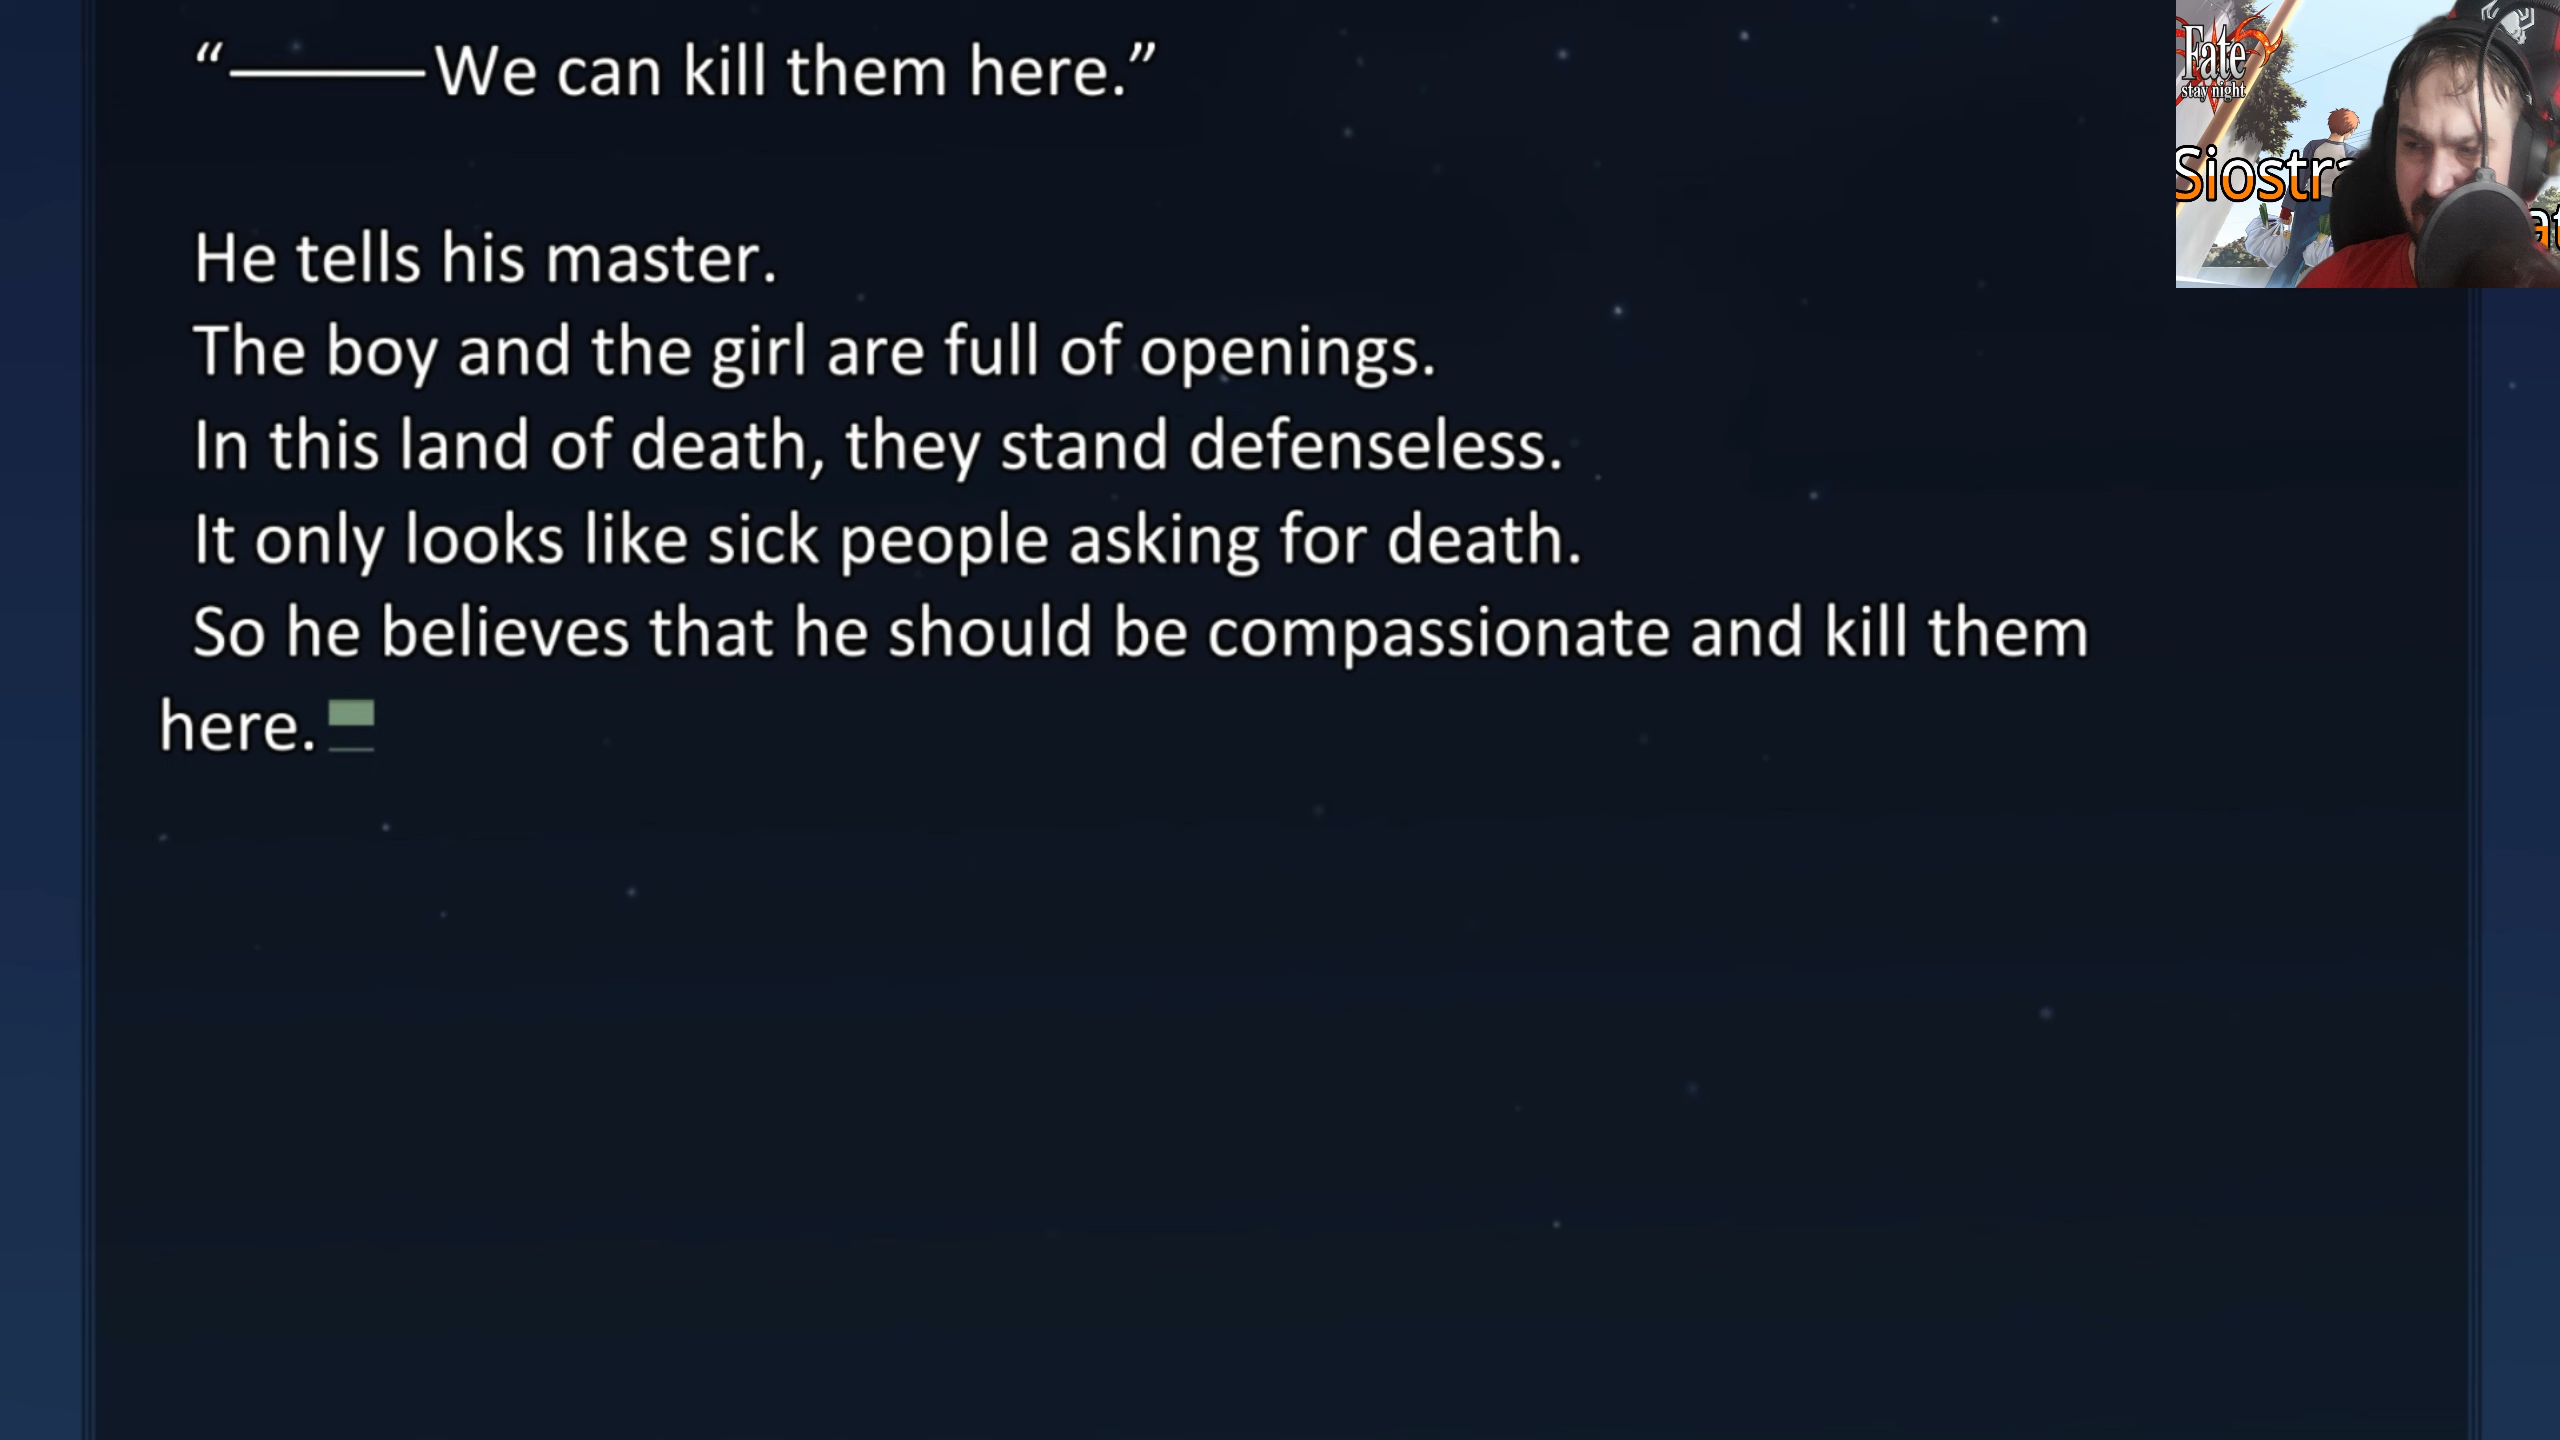 “———We can kill them here.”
He tells his master.
The boy and the girl are full of openings.
In this land of death, they stand defenseless.
It only looks like sick people asking for death.
So he believes that he should be compassionate and kill them
here.
Fate
stay night
Siostra